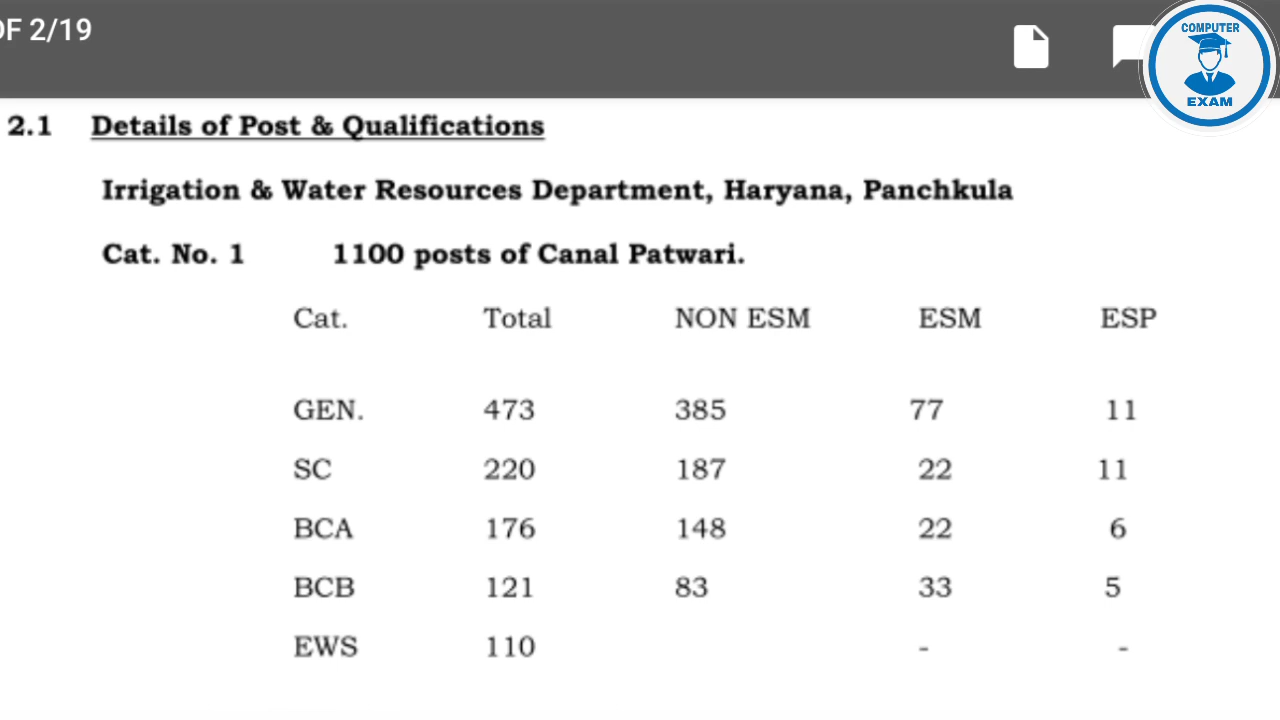 OF 2/19
COMPUTER
EXAM
2.1 Details of Post & Qualifications
Irrigation & Water Resources Department, Haryana, Panchkula
Cat. No. 1 1100 posts of Canal Patwari.
Cat. Total NON ESM ESM ESP
GEN. 473 385 77 11
SC 220 187 22 11
BCA 176 148 22 6
BCB 121 83 33 5
EWS 110 - -